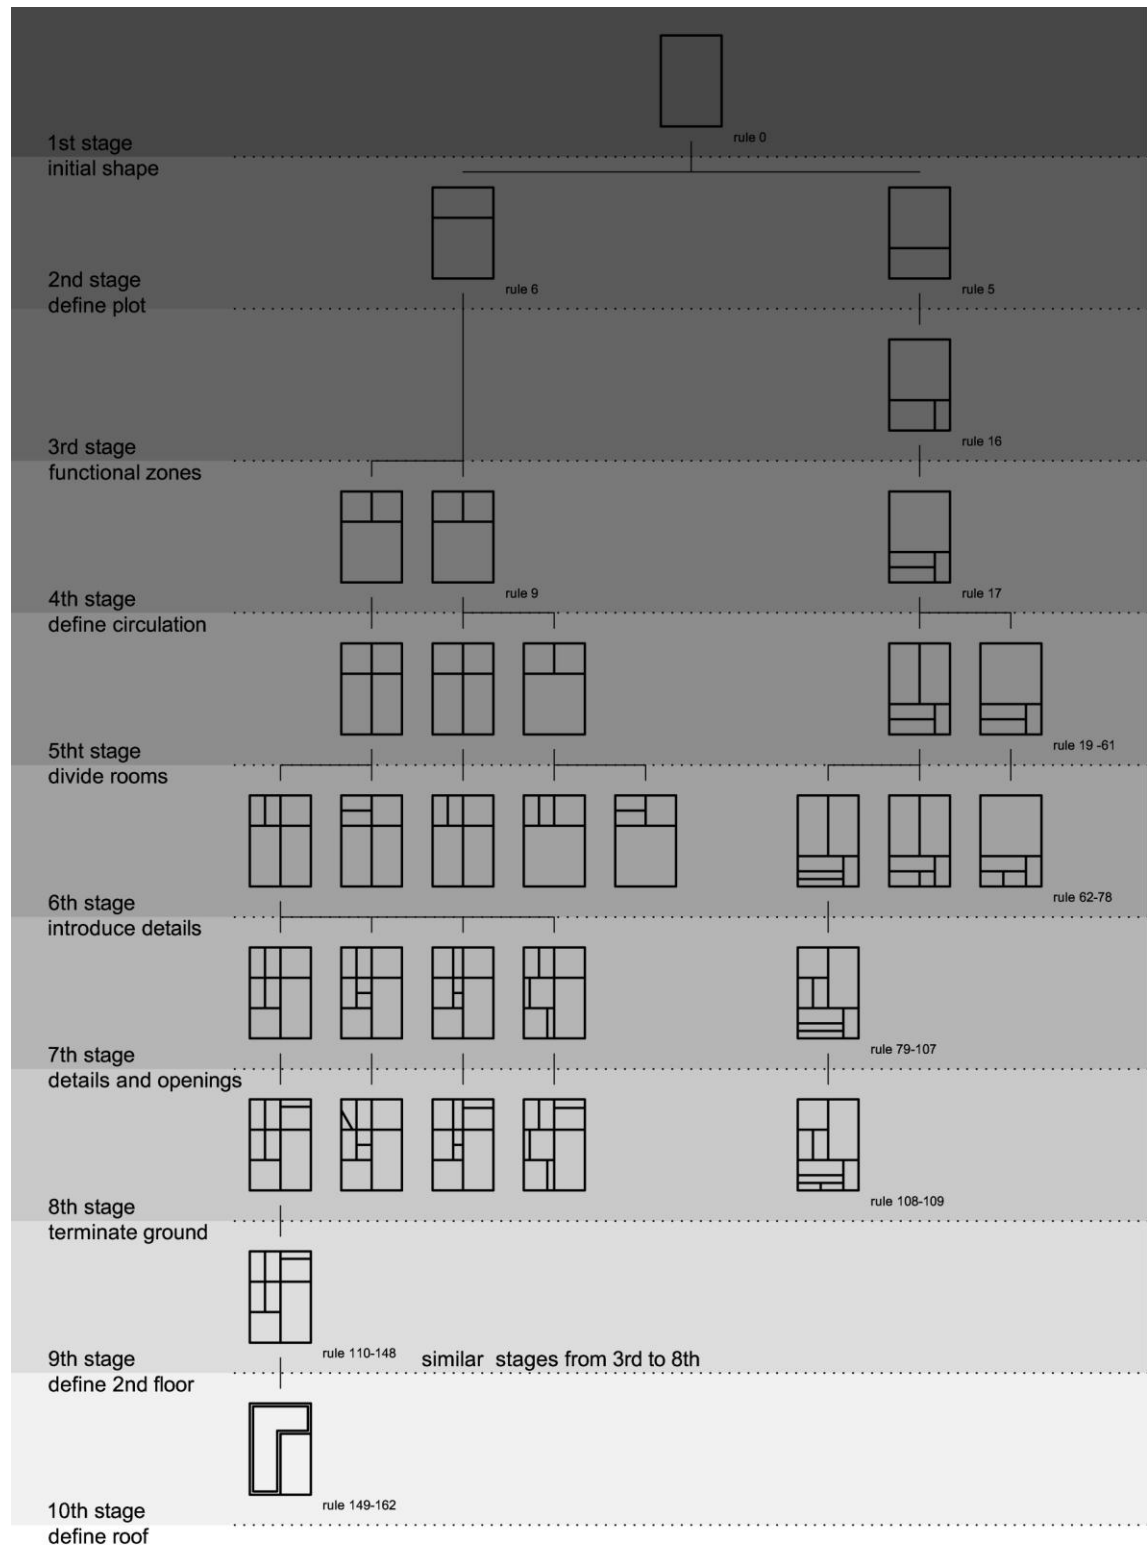 rule 0
1st stage
initial shape
rule 6
rule 5
2nd stage
define plot
rule 16
3rd stage
functional zones
rule 9
rule 17
4th stage
define circulation
rule 19 -61
5tht stage
divide rooms
rule 62-78
6th stage
introduce details
rule 79-107
7th stage
details and openings
rule 108-109
8th stage
terminate ground
rule 110-148
similar stages from 3rd to 8th
9th stage
define 2nd floor
rule 149-162
10th stage
define roof